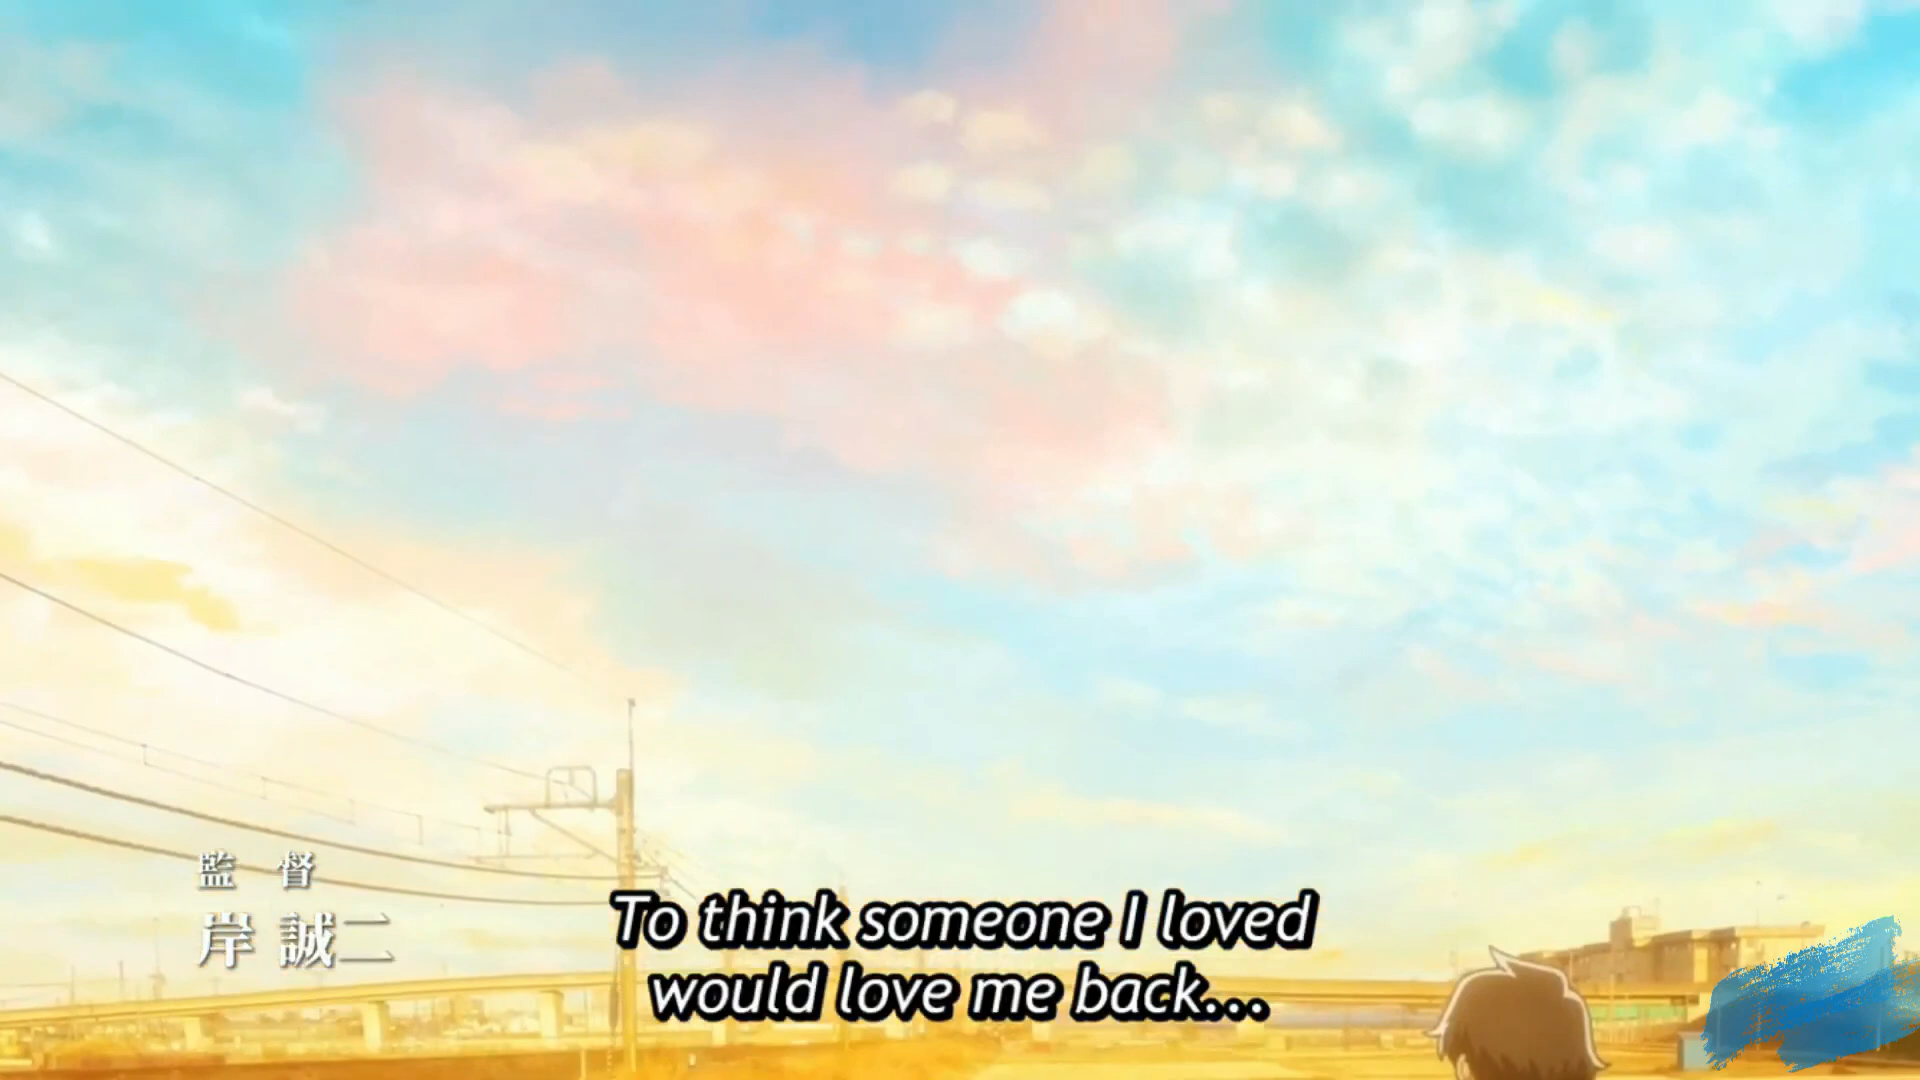 監 督
岸 誠二
To think someone I loved
would love me back...